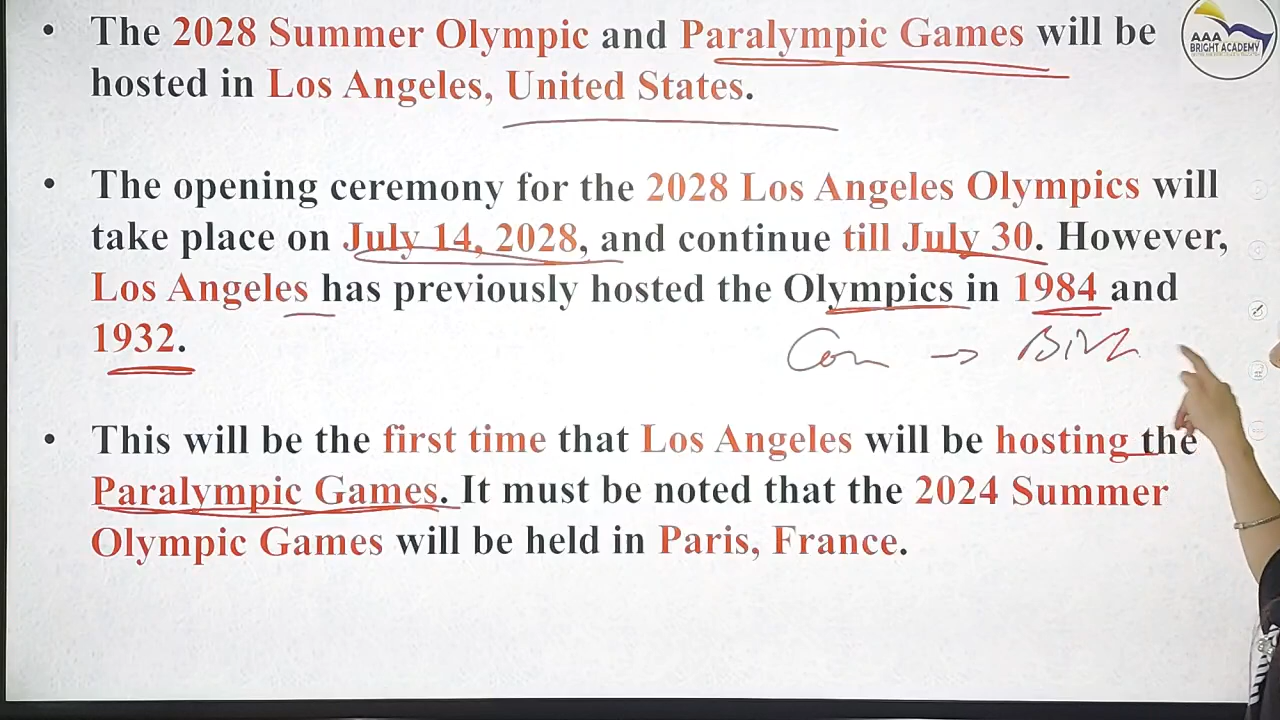 • The 2028 Summer Olympic and Paralympic Games will be
hosted in Los Angeles, United States.
AAA
BRIGHT ACADEMY
• The opening ceremony for the 2028 Los Angeles Olympics will
take place on July 14, 2028, and continue till July 30. However,
Los Angeles has previously hosted the Olympics in 1984 and
1932.
• This will be the first time that Los Angeles will be hosting the
Paralympic Games. It must be noted that the 2024 Summer
Olympic Games will be held in Paris, France.